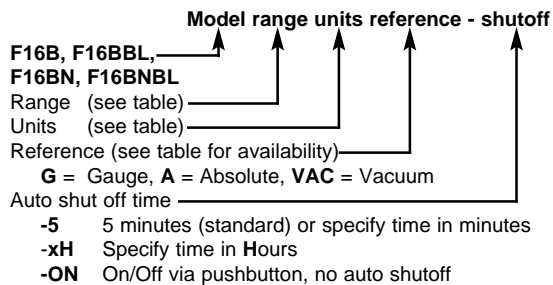 Model range units reference - shutoff
F16B, F16BBL,
F16BN, F16BNBL
Range (see table)
Units (see table)
Reference (see table for availability)
G = Gauge, A = Absolute, VAC = Vacuum
Auto shut off time
-5 5 minutes (standard) or specify time in minutes
-xH Specify time in Hours
-ON On/Off via pushbutton, no auto shutoff